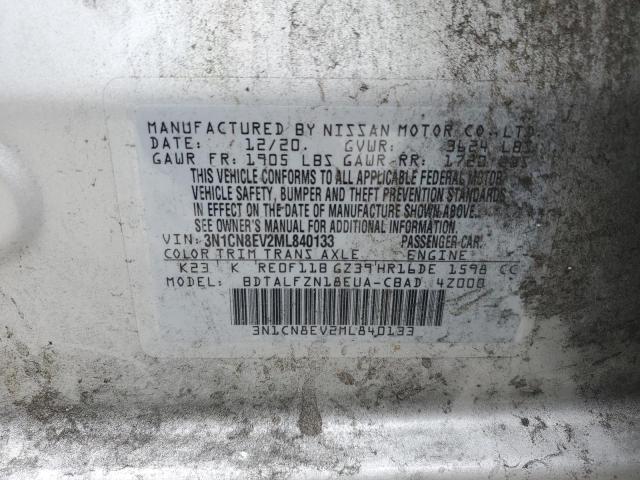 MANUFACTURED BY NISSAN MOTOR CO., LTD.
DATE: 12/20. GVWR: 3624 LBS
GAWR FR: 1905 LBS GAWR RR: 1720 LBS
THIS VEHICLE CONFORMS TO ALL APPLICABLE FEDERAL MOTOR
VEHICLE SAFETY, BUMPER AND THEFT PREVENTION STANDARDS
IN EFFECT ON THE DATE OF MANUFACTURE SHOWN ABOVE.
SEE OWNER'S MANUAL FOR ADDITIONAL INFORMATION.
VIN: 3N1CN8EV2ML840133 PASSENGER CAR.
COLOR TRIM TRANS AXLE ENGINE
K23 K RE0F11B GZ39 HR16DE 1598 CC
MODEL: BDTALFZN18EUA-CBAD 4Z000
3N1CN8EV2ML840133